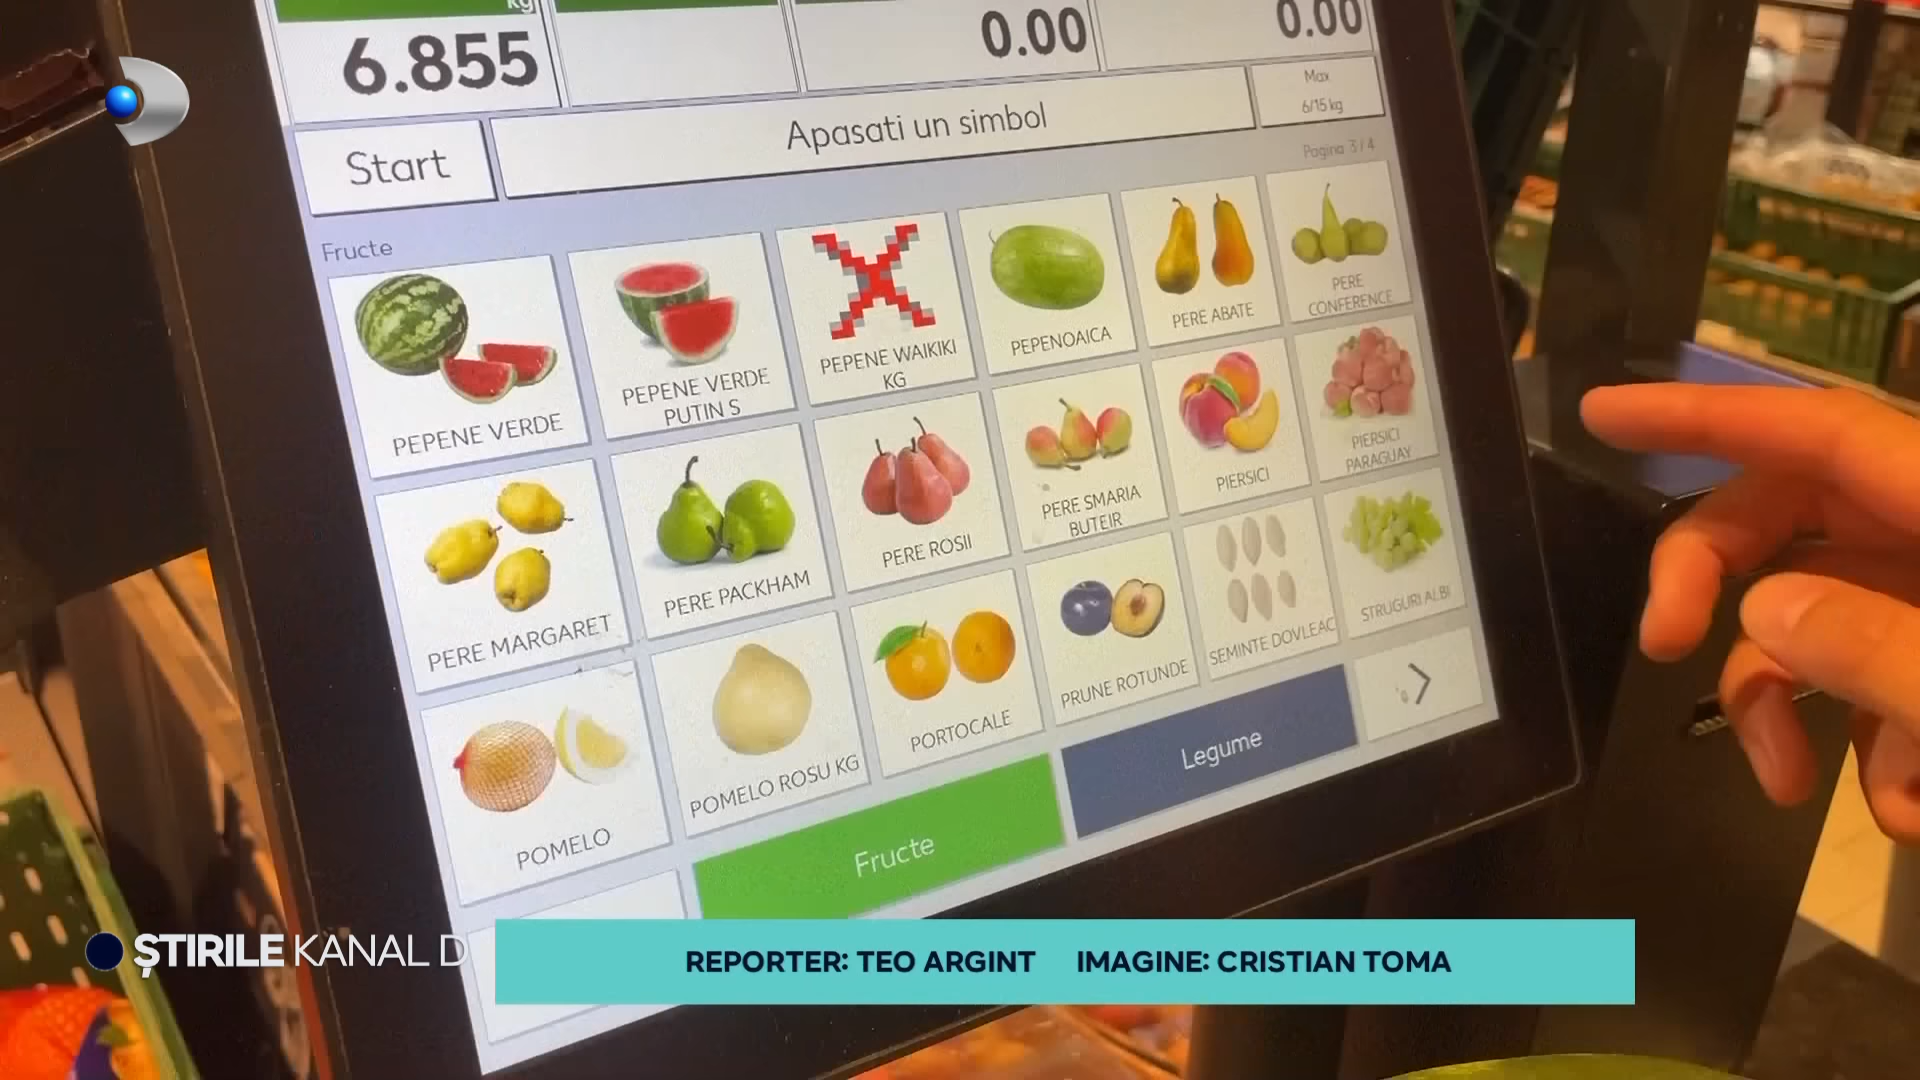 kg
6.855
0.00
0.00
Start
Apasati un simbol
Max
6/15 kg
Pagina 3/4
Fructe
PEPENE VERDE
PEPENE VERDE
PUTIN S
PEPENE WAIKIKI
KG
PEPENOAICA
PERE ABATE
PERE
CONFERENCE
PERE MARGARET
PERE PACKHAM
PERE ROSII
PERE SMARIA
BUTEIR
PIERSICI
PIERSICI
PARAGUAY
POMELO
POMELO ROSU KG
PORTOCALE
PRUNE ROTUNDE
SEMINTE DOVLEAC
STRUGURI ALBI
Fructe
Legume
ȘTIRILE KANAL D
REPORTER: TEO ARGINT IMAGINE: CRISTIAN TOMA